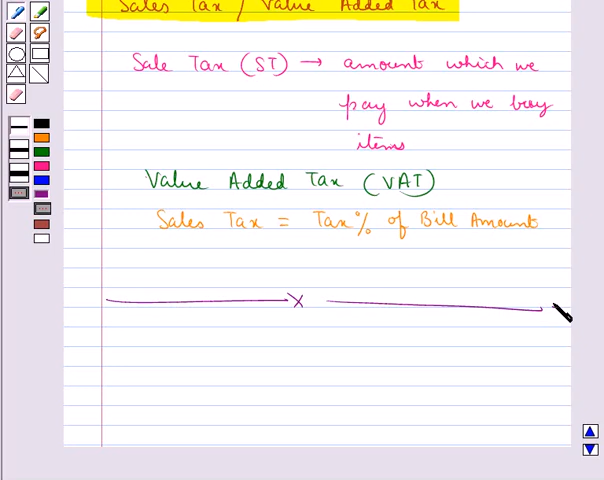 Sales Tax / Value Added Tax
Sale Tax (ST) → amount which we
pay when we buy
items
Value Added Tax (VAT)
Sales Tax = Tax% of Bill Amount